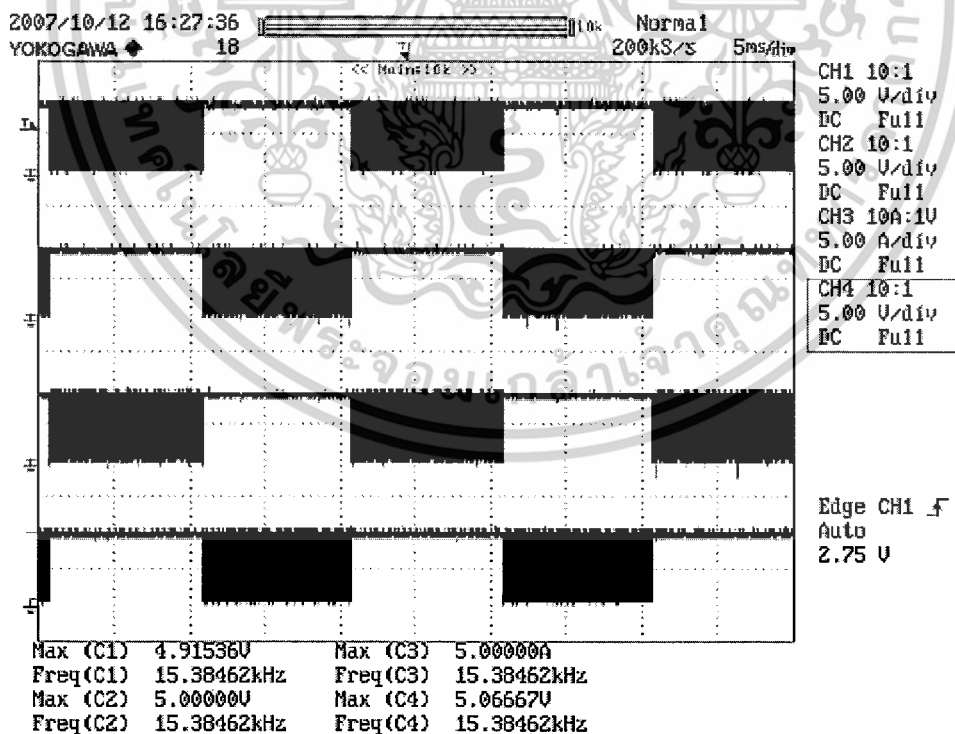 2007/10/12 16:27:36
Normal
YOKOGAWA
18
200kS/s 5ms/div
<< Main:10k >>
CH1 10:1
5.00 V/div
DC Full
CH2 10:1
5.00 V/div
DC Full
CH3 10A:1V
5.00 A/div
DC Full
CH4 10:1
5.00 V/div
DC Full
Edge CH1
Auto
2.75 V
Max (C1) 4.91536V Max (C3) 5.00000A
Freq(C1) 15.38462kHz Freq(C3) 15.38462kHz
Max (C2) 5.00000V Max (C4) 5.06667V
Freq(C2) 15.38462kHz Freq(C4) 15.38462kHz